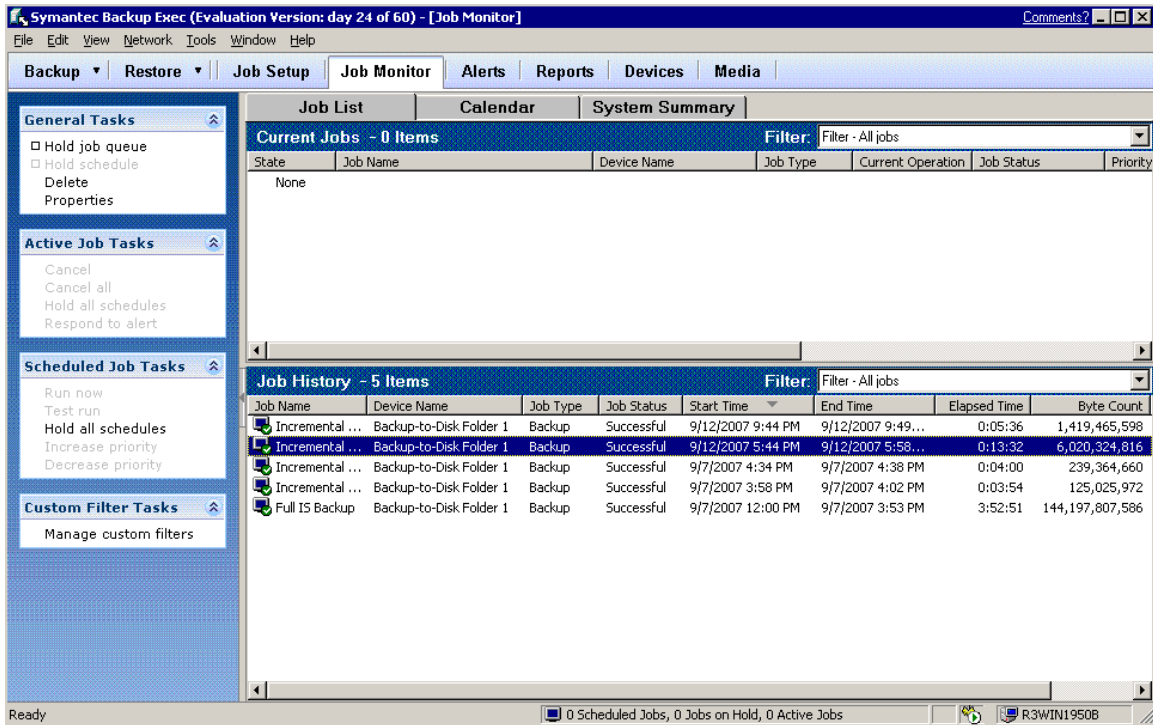 Symantec Backup Exec (Evaluation Version: day 24 of 60) - [Job Monitor] Comments?
File Edit View Network Tools Window Help
Backup Restore Job Setup Job Monitor Alerts Reports Devices Media
General Tasks
Hold job queue
Hold schedule
Delete
Properties
Active Job Tasks
Cancel
Cancel all
Hold all schedules
Respond to alert
Scheduled Job Tasks
Run now
Test run
Hold all schedules
Increase priority
Decrease priority
Custom Filter Tasks
Manage custom filters
Job List Calendar System Summary
Current Jobs - 0 Items Filter: Filter - All jobs
State Job Name Device Name Job Type Current Operation Job Status Priority
None
Job History - 5 Items Filter: Filter - All jobs
Job Name Device Name Job Type Job Status Start Time End Time Elapsed Time Byte Count
Incremental ... Backup-to-Disk Folder 1 Backup Successful 9/12/2007 9:44 PM 9/12/2007 9:49... 0:05:36 1,419,465,598
Incremental ... Backup-to-Disk Folder 1 Backup Successful 9/12/2007 5:44 PM 9/12/2007 5:58... 0:13:32 6,020,324,816
Incremental ... Backup-to-Disk Folder 1 Backup Successful 9/7/2007 4:34 PM 9/7/2007 4:38 PM 0:04:00 239,364,660
Incremental ... Backup-to-Disk Folder 1 Backup Successful 9/7/2007 3:58 PM 9/7/2007 4:02 PM 0:03:54 125,025,972
Full IS Backup Backup-to-Disk Folder 1 Backup Successful 9/7/2007 12:00 PM 9/7/2007 3:53 PM 3:52:51 144,197,807,586
Ready 0 Scheduled Jobs, 0 Jobs on Hold, 0 Active Jobs R3WIN1950B